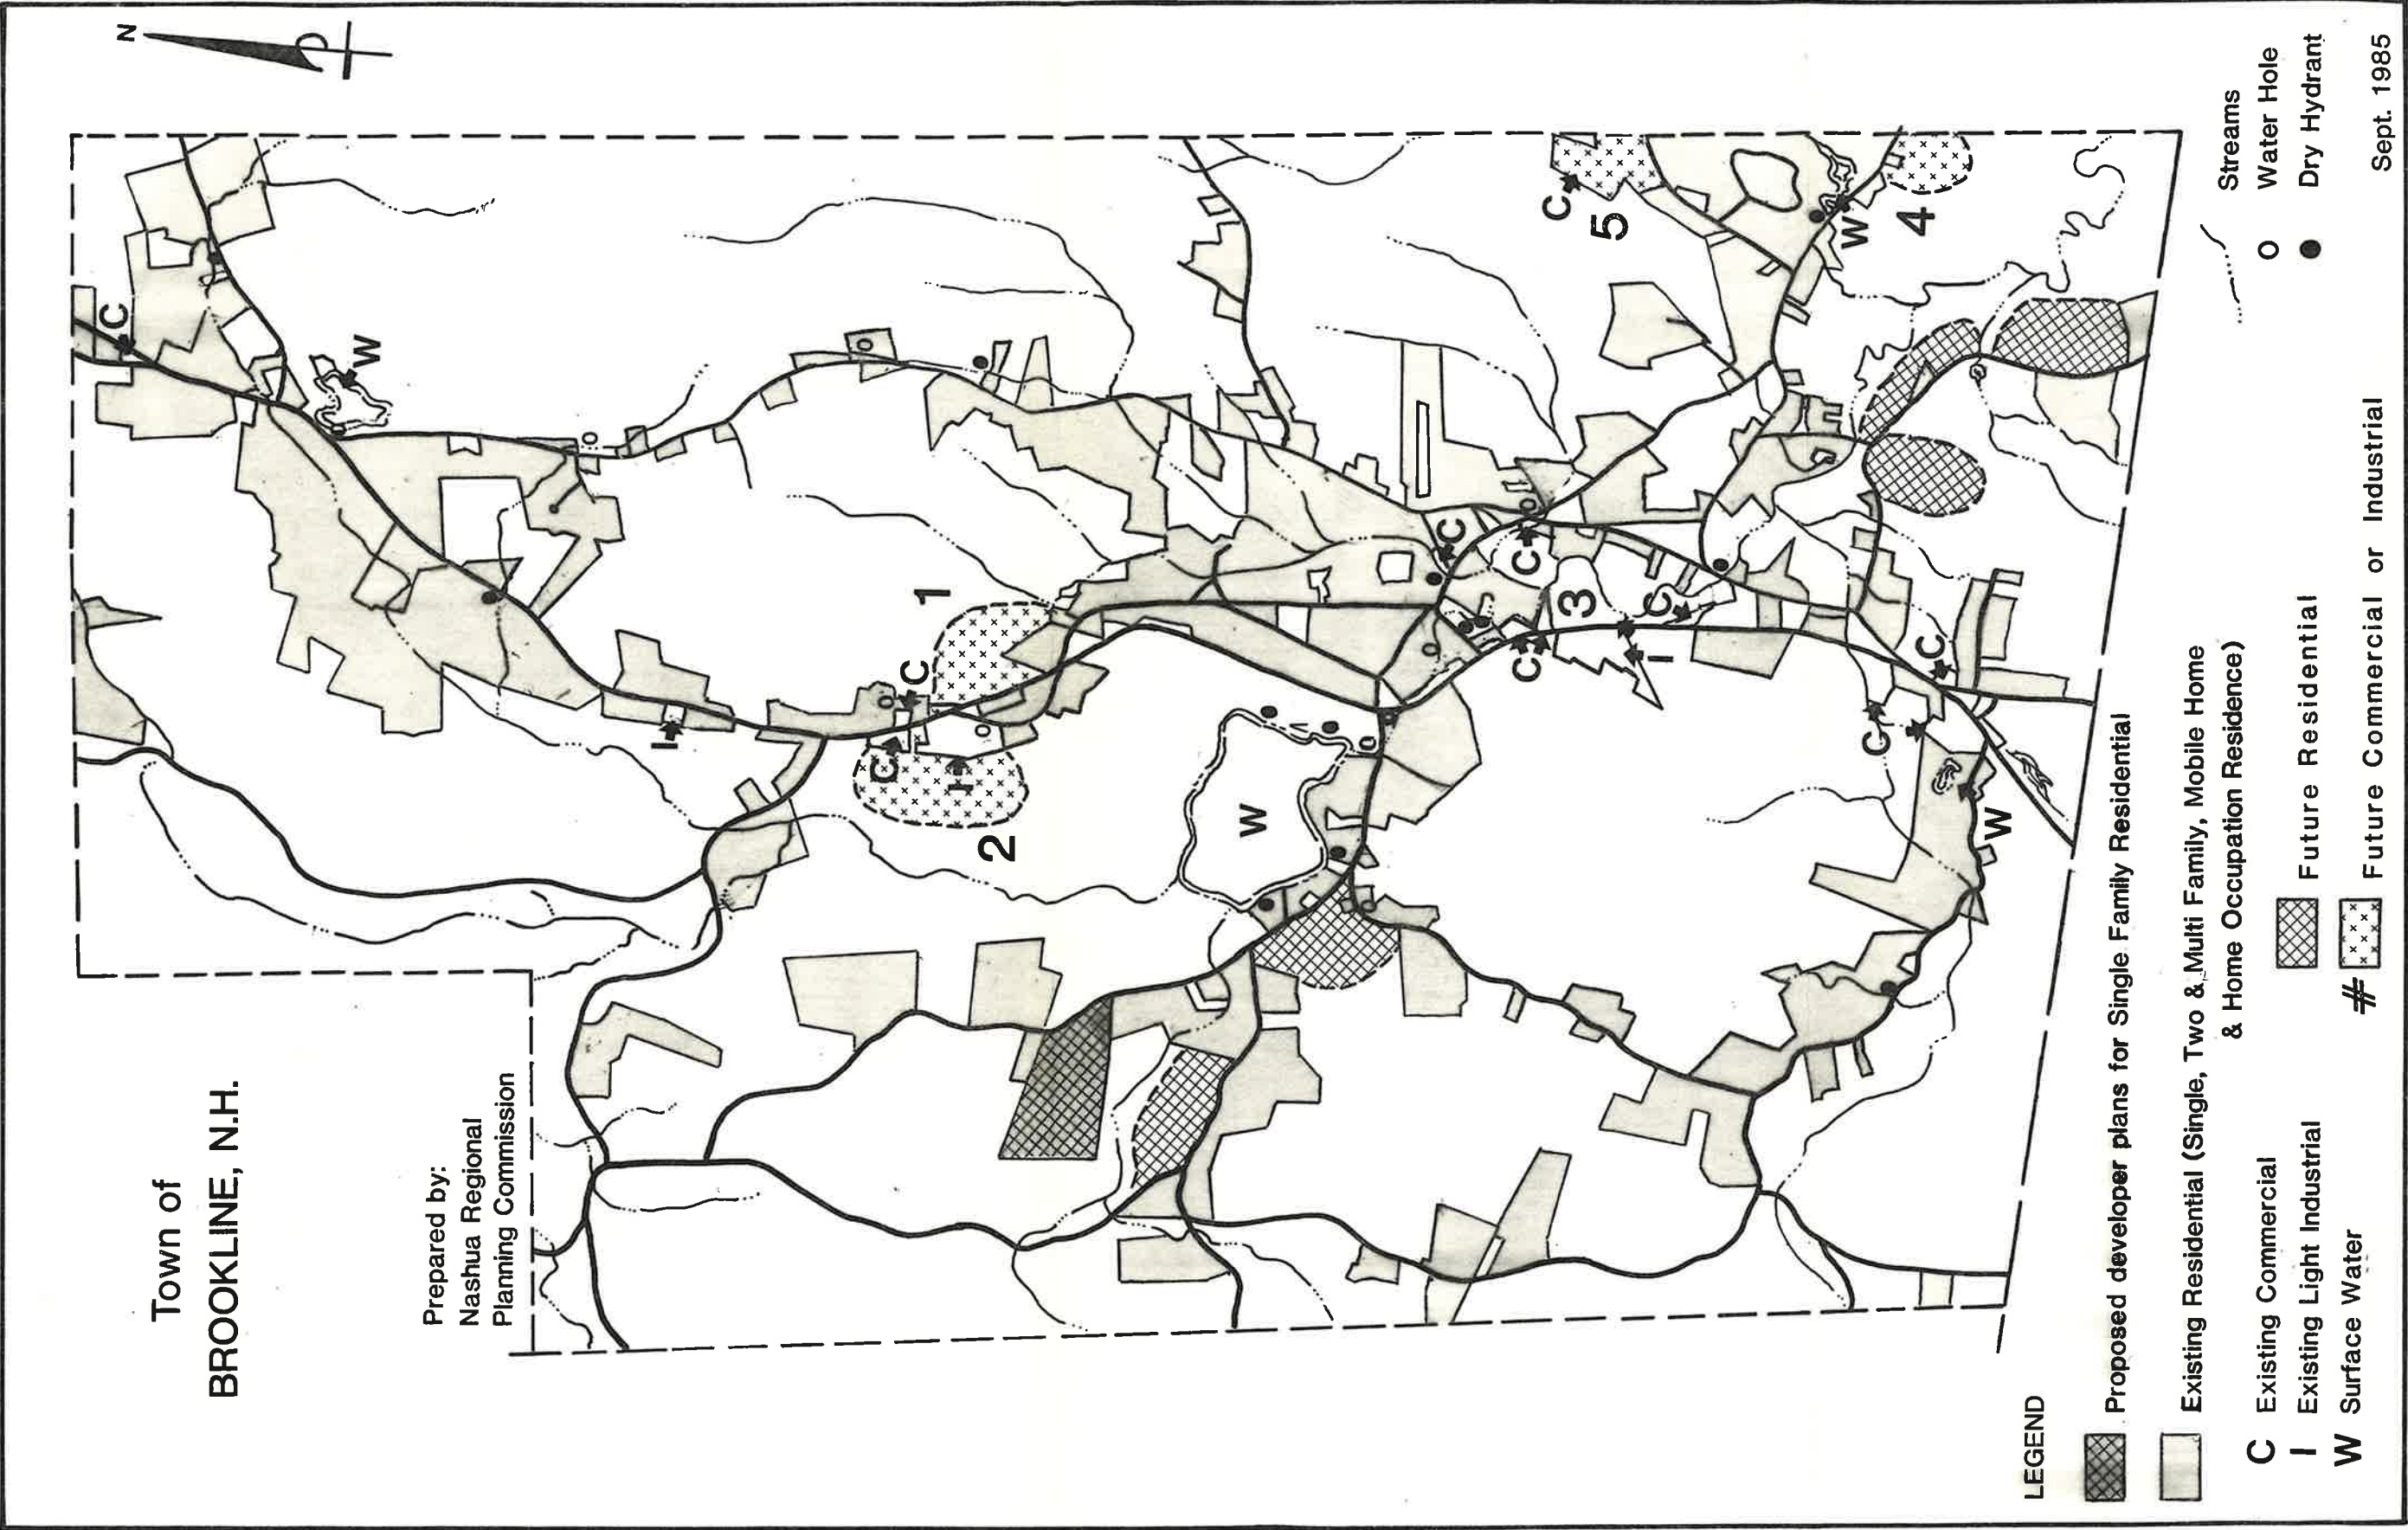 Town of
BROOKLINE, N.H.
Prepared by:
Nashua Regional
Planning Commission
N
C
W
I
C
1
C
I
2
W
C
C
3
C
I
C
C
5
W
4
C
C
W
LEGEND
Proposed developer plans for Single Family Residential
Existing Residential (Single, Two & Multi Family, Mobile Home
& Home Occupation Residence)
C Existing Commercial
I Existing Light Industrial
W Surface Water
Future Residential
# Future Commercial or Industrial
Streams
O Water Hole
Dry Hydrant
Sept. 1985